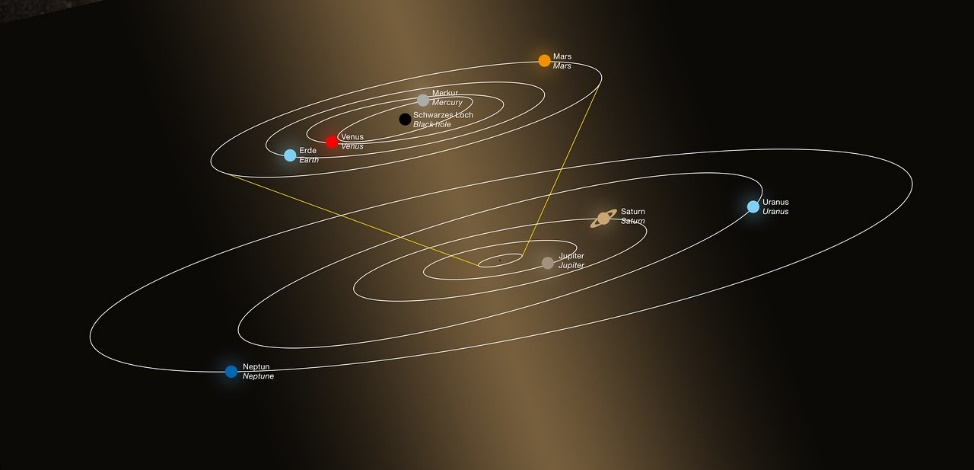 Mars
Mars
Merkur
Mercury
Schwarzes Loch
Black hole
Venus
Venus
Erde
Earth
Saturn
Saturn
Uranus
Uranus
Jupiter
Jupiter
Neptun
Neptune